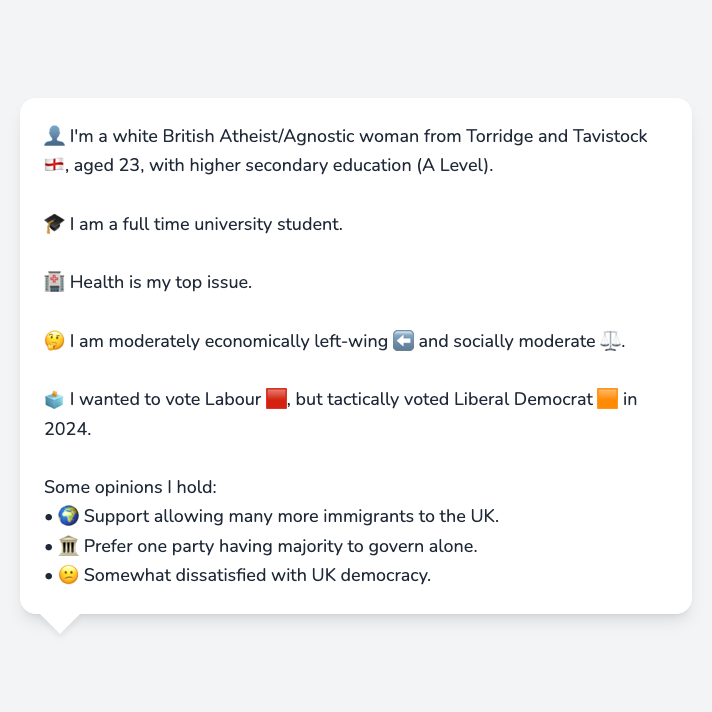 👤 I'm a white British Atheist/Agnostic woman from Torridge and Tavistock
🏴󠁧󠁢󠁥󠁮󠁧󠁿, aged 23, with higher secondary education (A Level).
🎓 I am a full time university student.
🏥 Health is my top issue.
🤔 I am moderately economically left-wing ⬅️ and socially moderate ⚖️.
🗳️ I wanted to vote Labour 🟥, but tactically voted Liberal Democrat 🟧 in
2024.
Some opinions I hold:
• 🌍 Support allowing many more immigrants to the UK.
• 🏛️ Prefer one party having majority to govern alone.
• 😕 Somewhat dissatisfied with UK democracy.